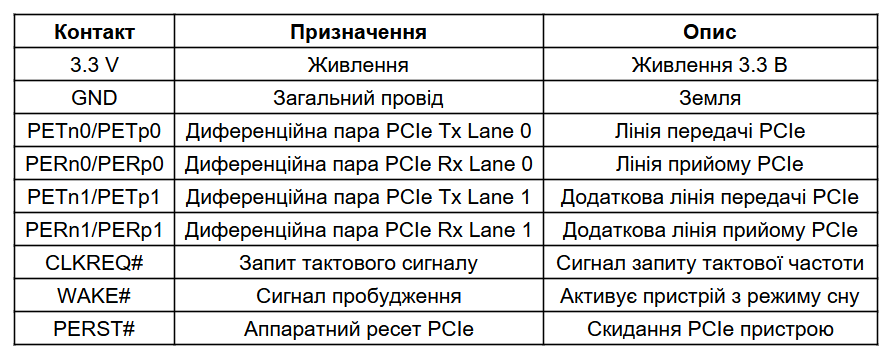 Контакт Призначення Опис
3.3 V Живлення Живлення 3.3 В
GND Загальний провід Земля
PETn0/PETp0 Диференційна пара PCIe Tx Lane 0 Лінія передачі PCIe
PERn0/PERp0 Диференційна пара PCIe Rx Lane 0 Лінія прийому PCIe
PETn1/PETp1 Диференційна пара PCIe Tx Lane 1 Додаткова лінія передачі PCIe
PERn1/PERp1 Диференційна пара PCIe Rx Lane 1 Додаткова лінія прийому PCIe
CLKREQ# Запит тактового сигналу Сигнал запиту тактової частоти
WAKE# Сигнал пробудження Активує пристрій з режиму сну
PERST# Аппаратний ресет PCIe Скидання PCIe пристрою